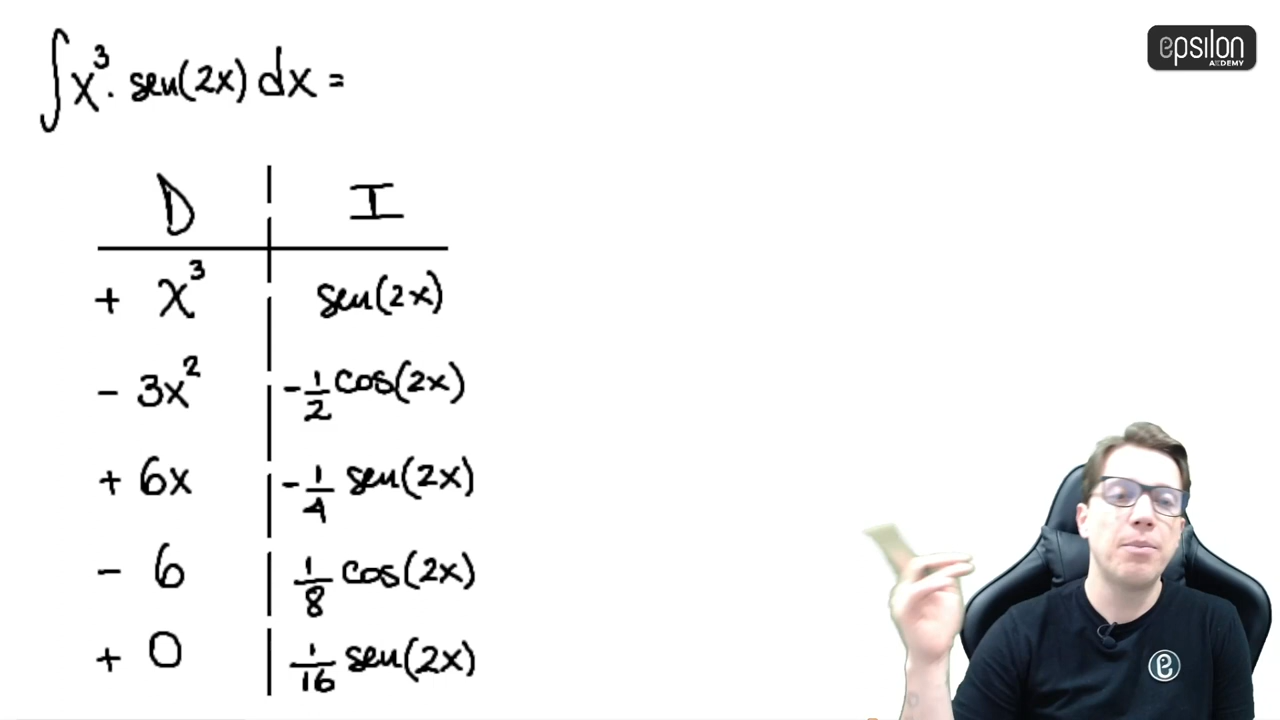 ∫x³. sen(2x) dx =
epsilon
ACADEMY
D I
+ x³ sen(2x)
- 3x² -1/2 cos(2x)
+ 6x -1/4 sen(2x)
- 6 1/8 cos(2x)
+ 0 1/16 sen(2x)
e